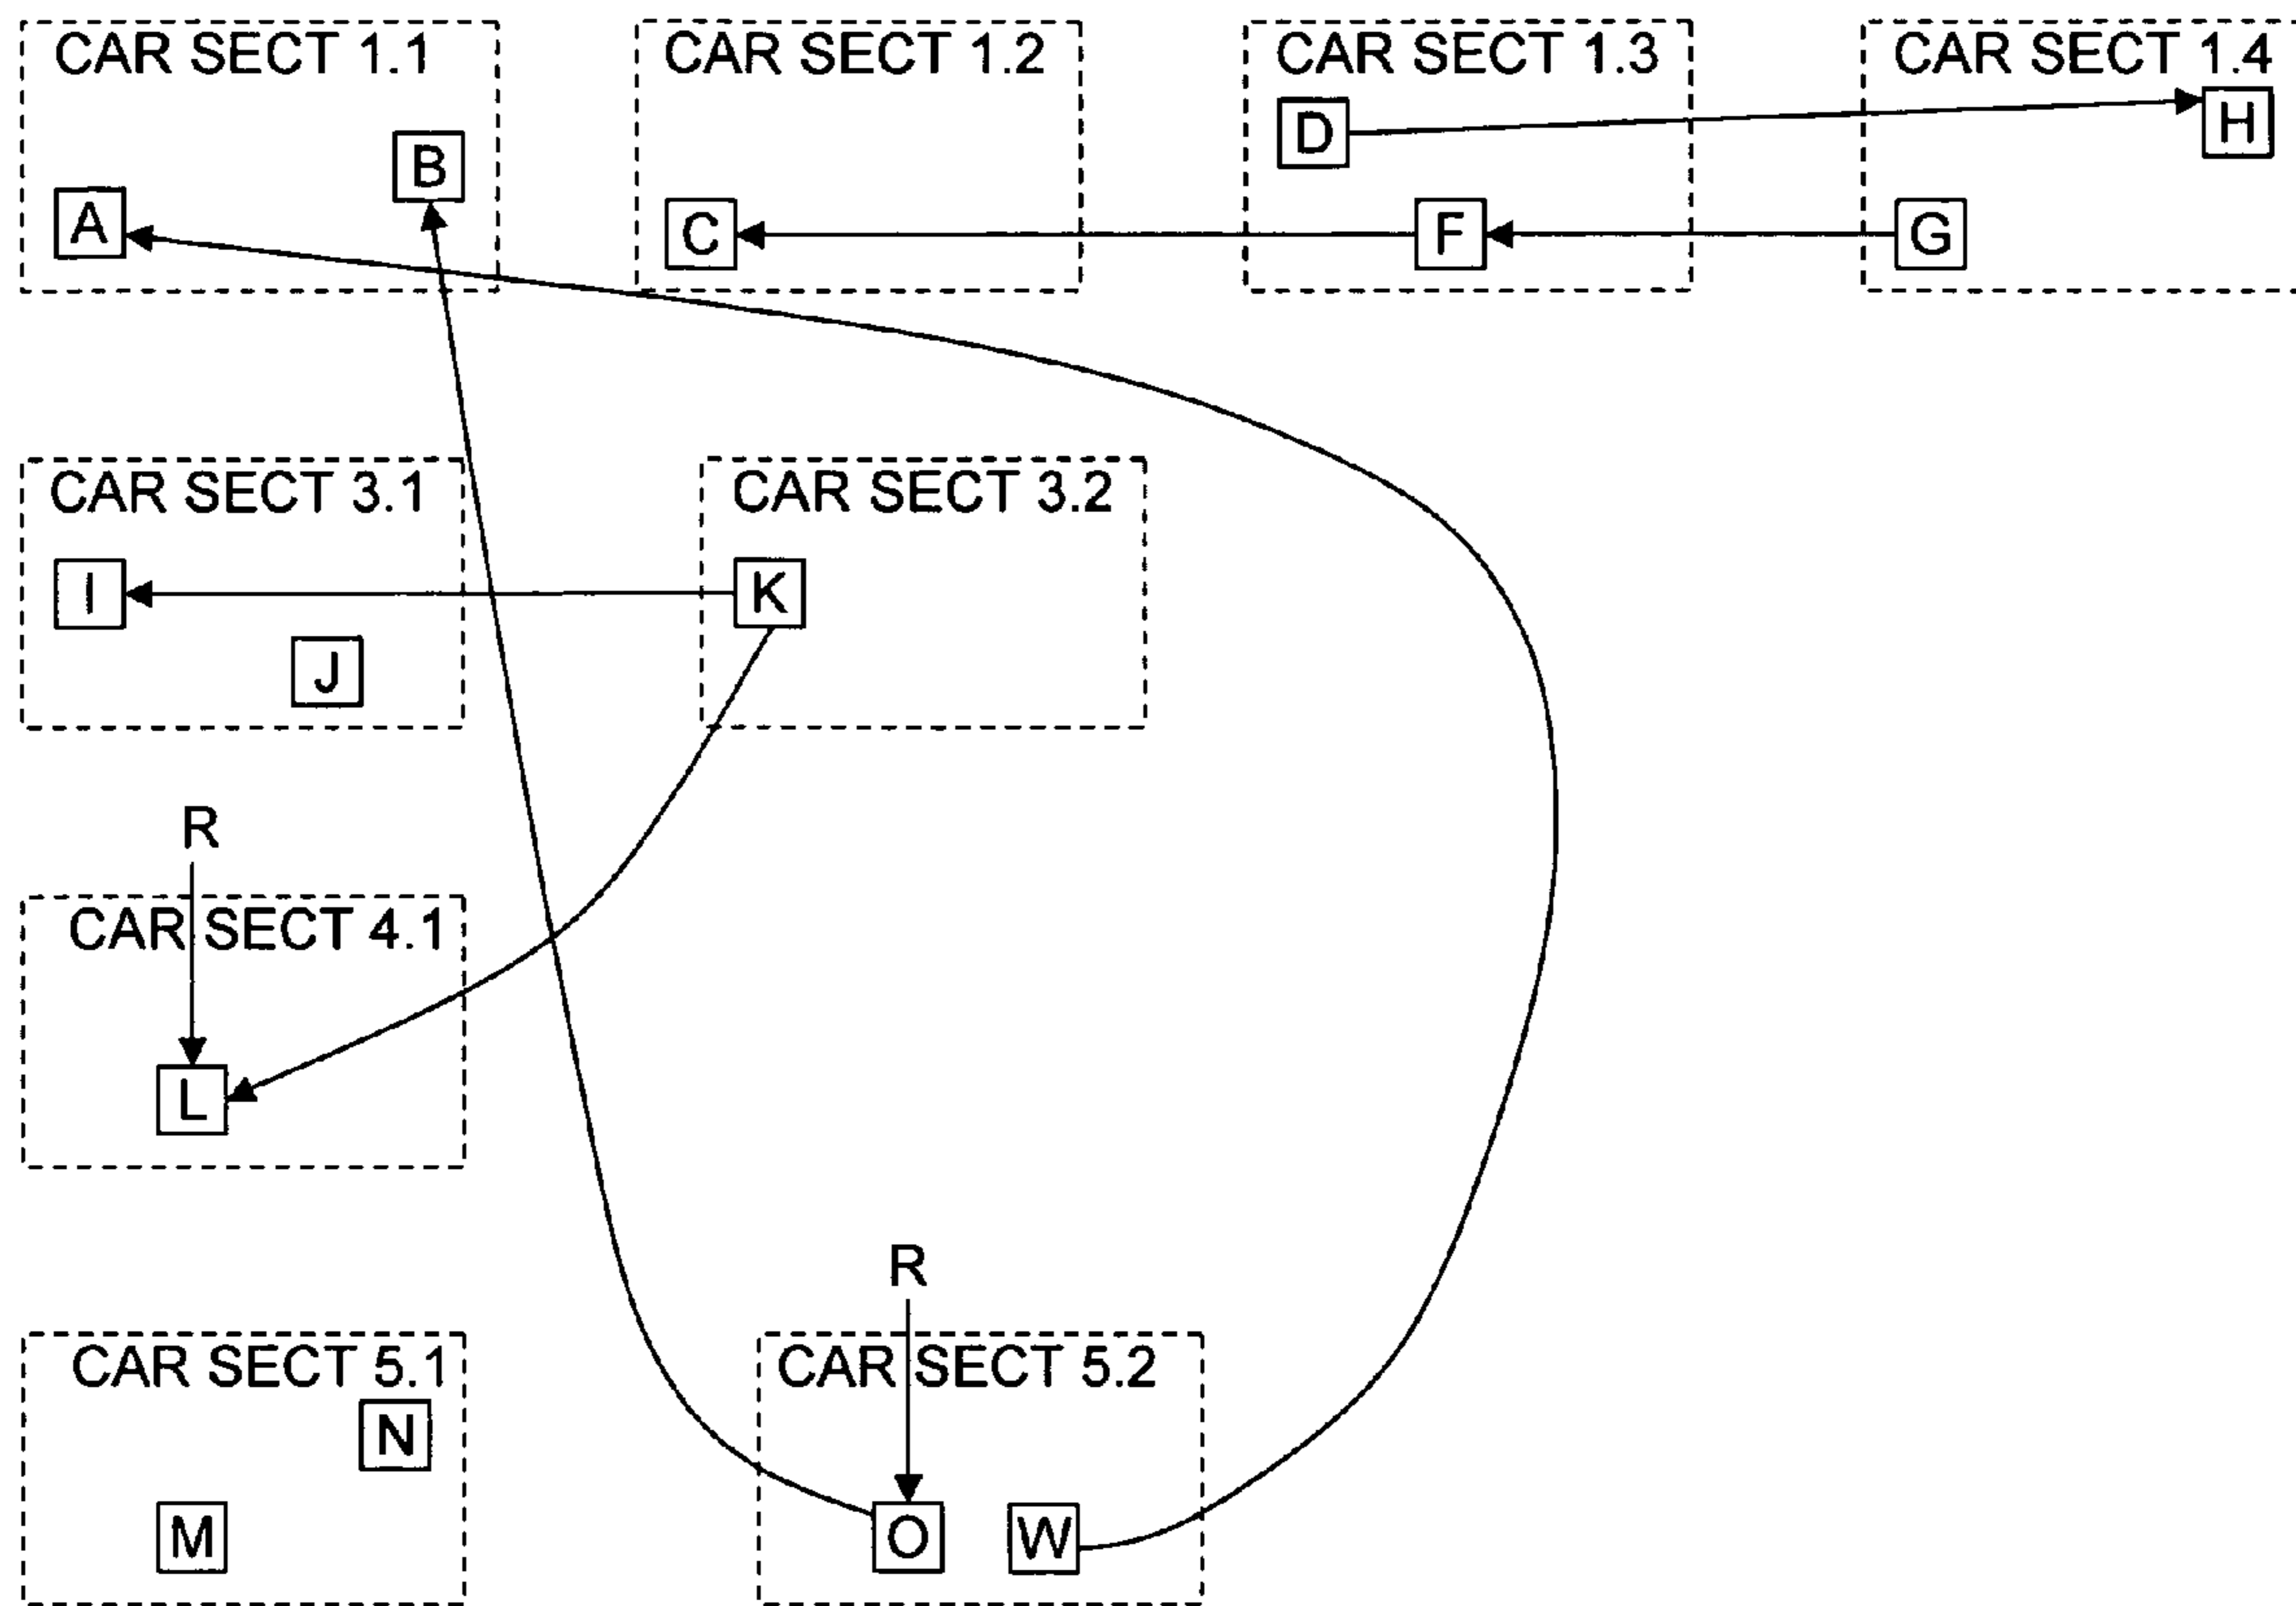 CAR SECT 1.1
CAR SECT 1.2
CAR SECT 1.3
CAR SECT 1.4
D
H
B
A
C
F
G
CAR SECT 3.1
CAR SECT 3.2
I
K
J
R
CAR SECT 4.1
L
R
CAR SECT 5.1
CAR SECT 5.2
N
M
O
W